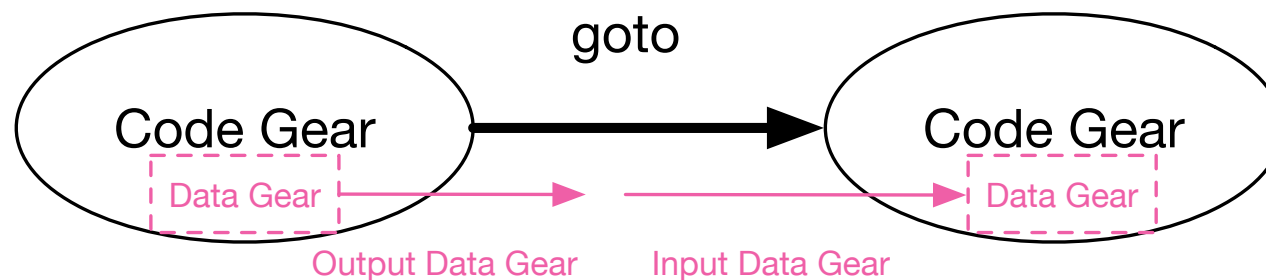 goto
Code Gear
Code Gear
Data Gear
Data Gear
Output Data Gear
Input Data Gear